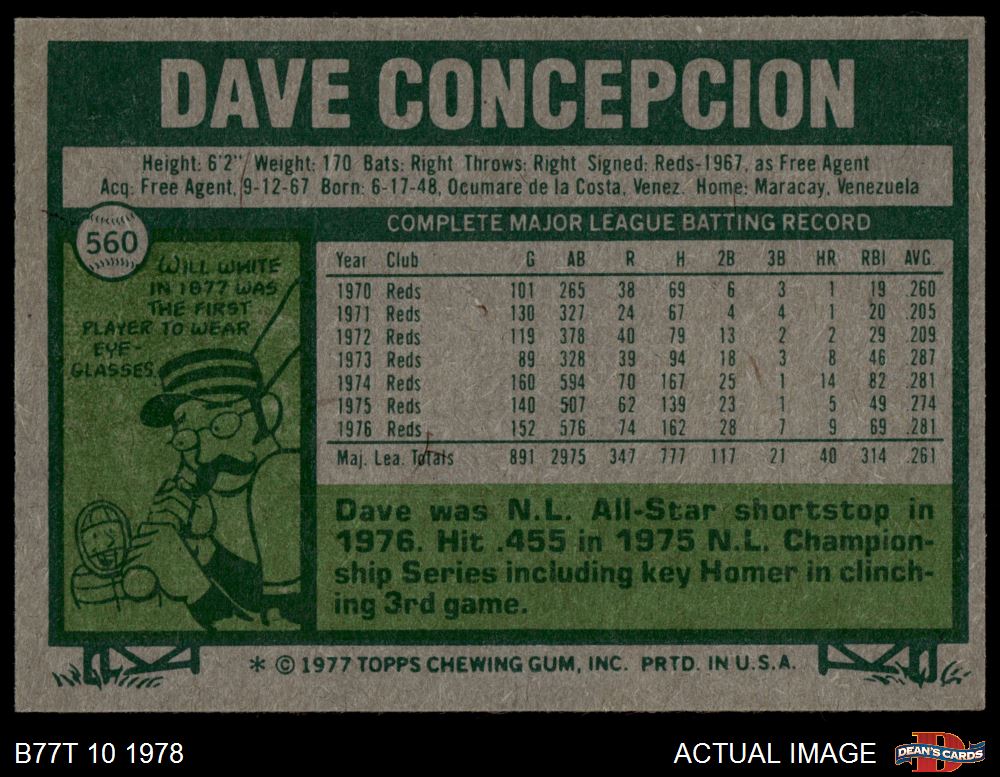 DAVE CONCEPCION
Height: 6'2" Weight: 170 Bats: Right Throws: Right Signed: Reds-1967, as Free Agent
Acq: Free Agent, 9-12-67 Born: 6-17-48, Ocumare de la Costa, Venez. Home: Maracay, Venezuela
560
WILL WHITE
IN 1877 WAS
THE FIRST
PLAYER TO WEAR
EYE-
GLASSES.
COMPLETE MAJOR LEAGUE BATTING RECORD
Year Club G AB R H 2B 3B HR RBI AVG.
1970 Reds 101 265 38 69 6 3 1 19 .260
1971 Reds 130 327 24 67 4 4 1 20 .205
1972 Reds 119 378 40 79 13 2 2 29 .209
1973 Reds 89 328 39 94 18 3 8 46 .287
1974 Reds 160 594 70 167 25 1 14 82 .281
1975 Reds 140 507 62 139 23 1 5 49 .274
1976 Reds 152 576 74 162 28 7 9 69 .281
Maj. Lea. Totals 891 2975 347 777 117 21 40 314 .261
Dave was N.L. All-Star shortstop in
1976. Hit .455 in 1975 N.L. Champion-
ship Series including key Homer in clinch-
ing 3rd game.
* © 1977 TOPPS CHEWING GUM, INC. PRTD. IN U.S.A.
B77T 10 1978
ACTUAL IMAGE
D
DEAN'S CARDS